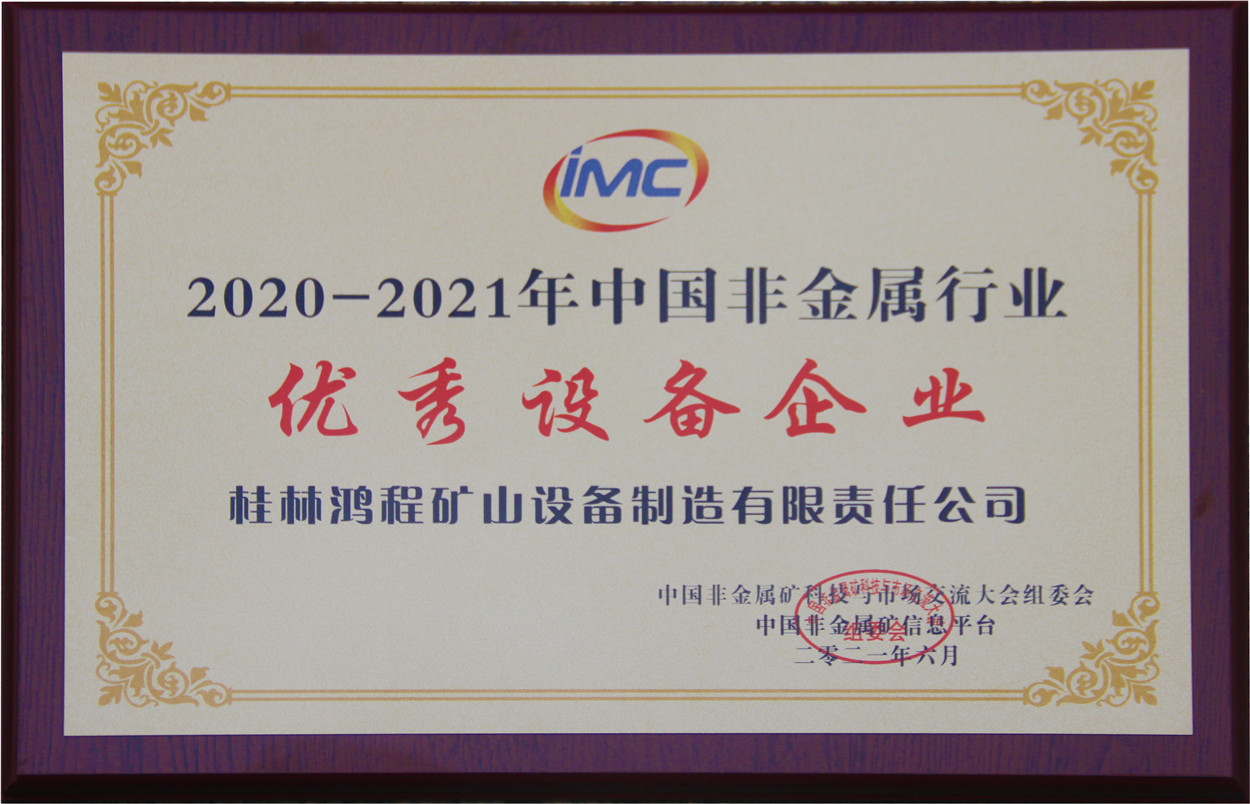 iMC
2020-2021年中国非金属行业
优秀设备企业
桂林鸿程矿山设备制造有限责任公司
中国非金属矿科技与市场交流大会组委会
中国非金属矿信息平台
二零二一年六月
组委会